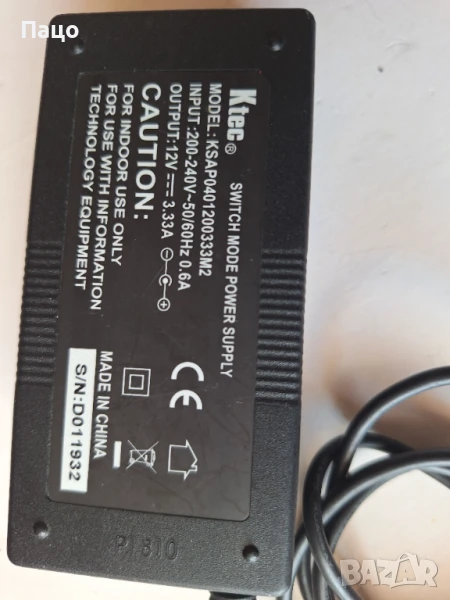 Пацо
Ktec®
SWITCH MODE POWER SUPPLY
MODEL:KSAP0401200333M2
INPUT:200-240V~50/60Hz 0.6A
OUTPUT:12V⎓3.33A
CAUTION:
FOR INDOOR USE ONLY
FOR USE WITH INFORMATION
TECHNOLOGY EQUIPMENT
CE
MADE IN CHINA
S/N:D011932
BAZAR